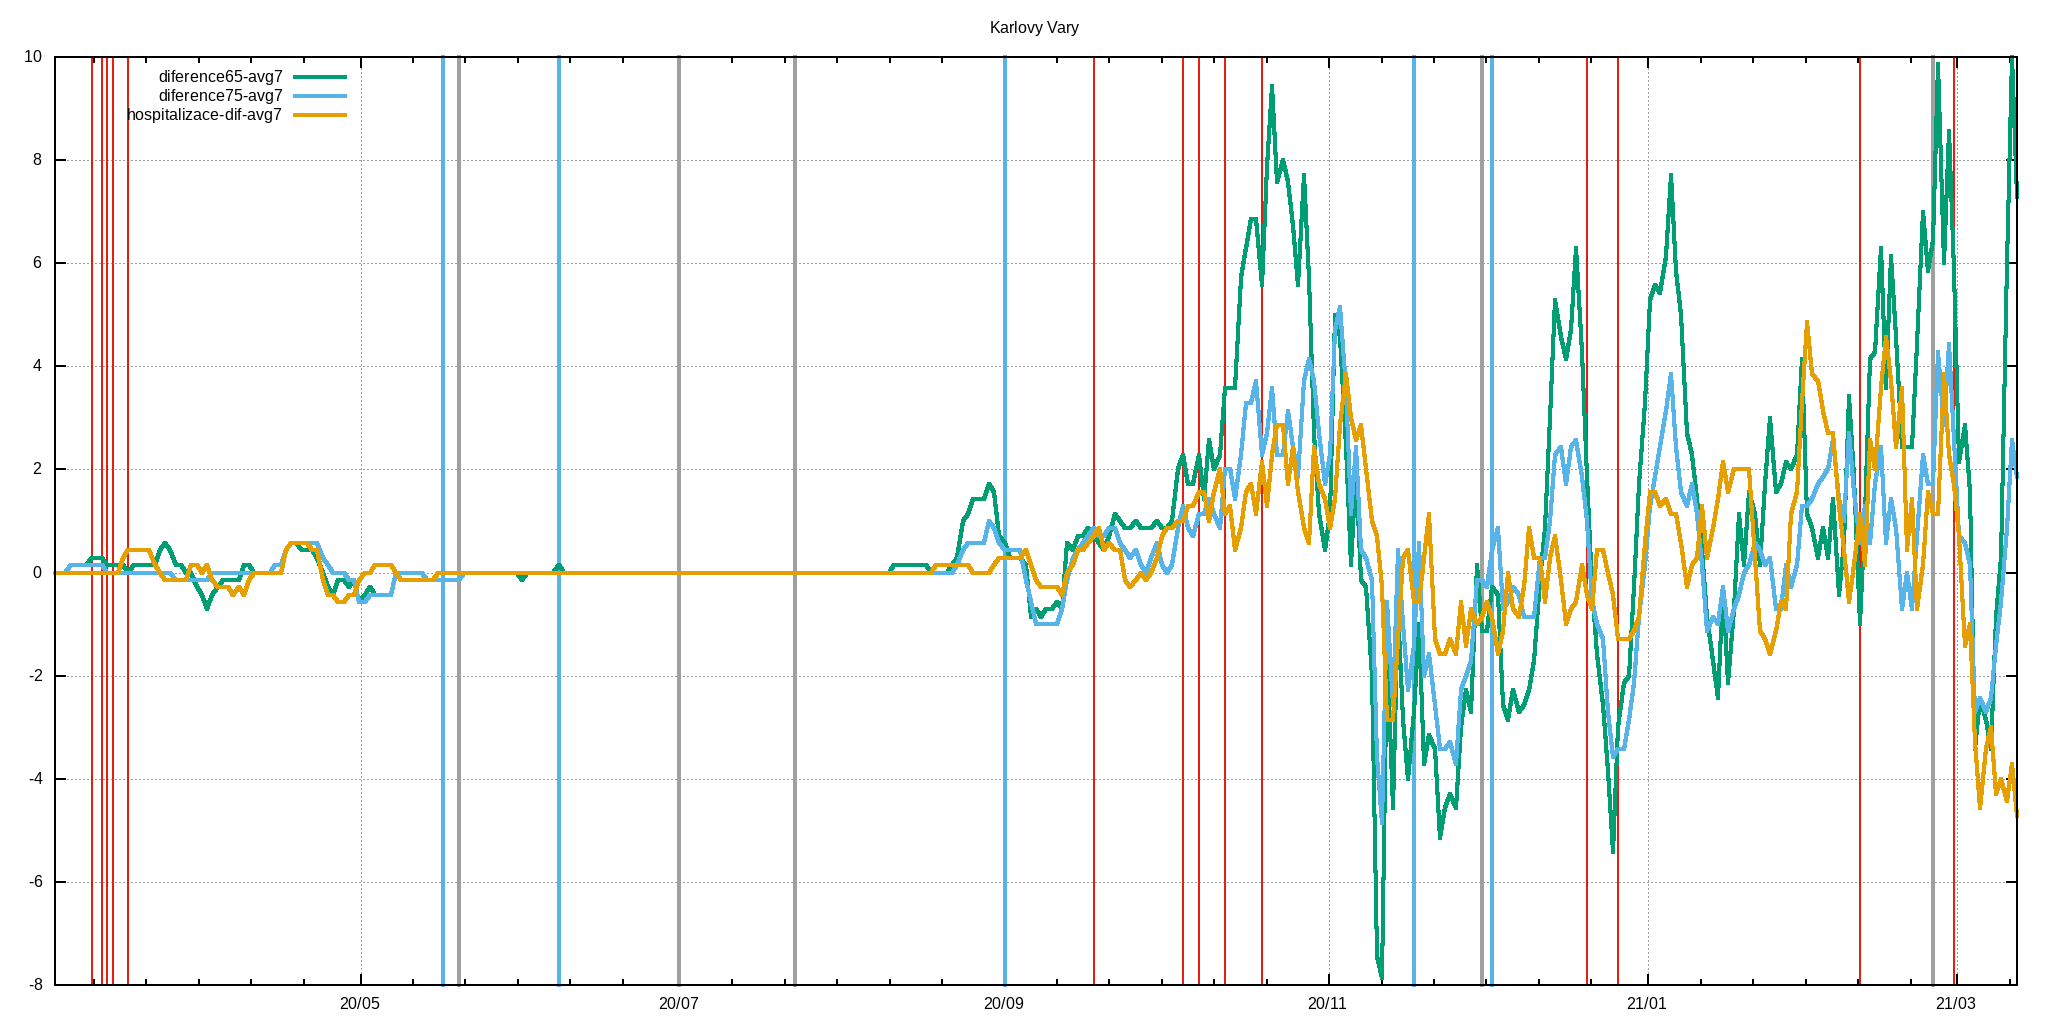 Karlovy Vary
diference65-avg7
diference75-avg7
hospitalizace-dif-avg7
10
8
6
4
2
0
-2
-4
-6
-8
20/05 20/07 20/09 20/11 21/01 21/03